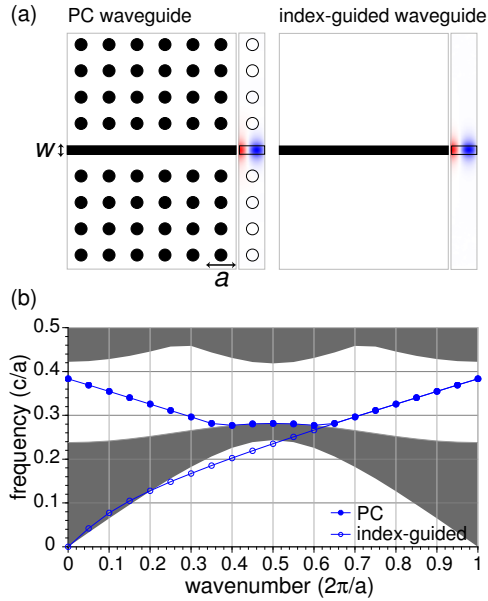 (a) PC waveguide index-guided waveguide
w
a
(b)
0.5
0.4
0.3
0.2
0.1
0
frequency (c/a)
PC
index-guided
0 0.1 0.2 0.3 0.4 0.5 0.6 0.7 0.8 0.9 1
wavenumber (2π/a)